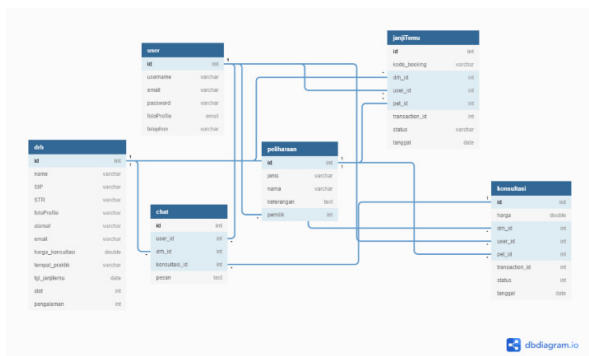 user
id int
username varchar
email varchar
password varchar
fotoProfile email
telephon varchar
janjiTemu
id int
kode_booking varchar
drh_id int
user_id int
pet_id int
transaction_id int
status varchar
tanggal date
drh
id int
name varchar
SIP varchar
STR varchar
fotoProfile varchar
alamat varchar
email varchar
harga_konsultasi double
tempat_praktik varchar
tgl_janjitemu date
slot int
pengalaman int
peliharaan
id int
jenis varchar
nama varchar
keterangan text
pemilik int
chat
id int
user_id int
drh_id int
konsultasi_id int
pesan text
konsultasi
id int
harga double
drh_id int
user_id int
pet_id int
transaction_id int
status int
tanggal date
dbdiagram.io